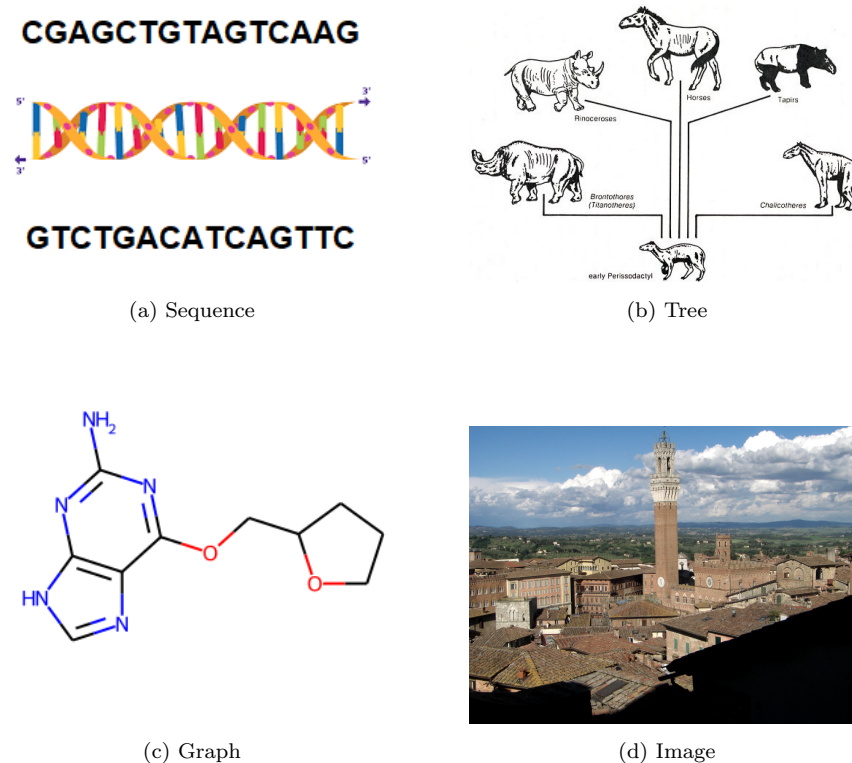 CGAGCTGTAGTCAAG
5' 3'
3' 5'
GTCTGACATCAGTTC
(a) Sequence
Rinoceroses
Horses
Tapirs
Brontothores
(Titanotheres)
Chalicotheres
early Perissodactyl
(b) Tree
NH2
N
N
O
O
HN
N
(c) Graph
(d) Image